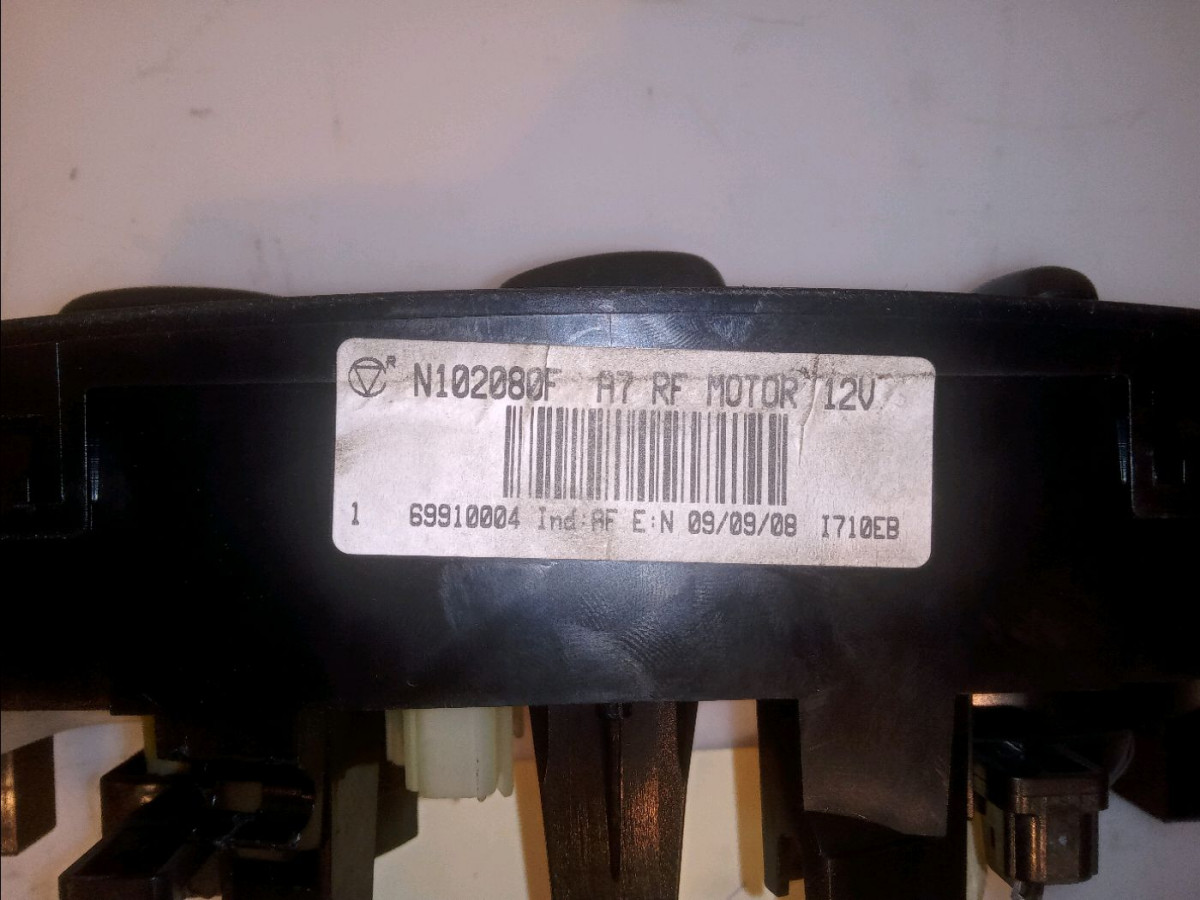 R N102080F A7 RF MOTOR 12V
1 69910004 Ind:AF E:N 09/09/08 I710EB